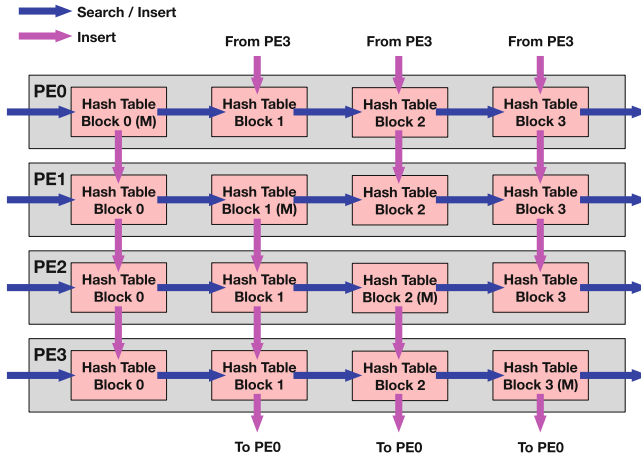 Search / Insert
Insert
From PE3 From PE3 From PE3
PE0
Hash Table
Block 0 (M)
Hash Table
Block 1
Hash Table
Block 2
Hash Table
Block 3
PE1
Hash Table
Block 0
Hash Table
Block 1 (M)
Hash Table
Block 2
Hash Table
Block 3
PE2
Hash Table
Block 0
Hash Table
Block 1
Hash Table
Block 2 (M)
Hash Table
Block 3
PE3
Hash Table
Block 0
Hash Table
Block 1
Hash Table
Block 2
Hash Table
Block 3 (M)
To PE0 To PE0 To PE0